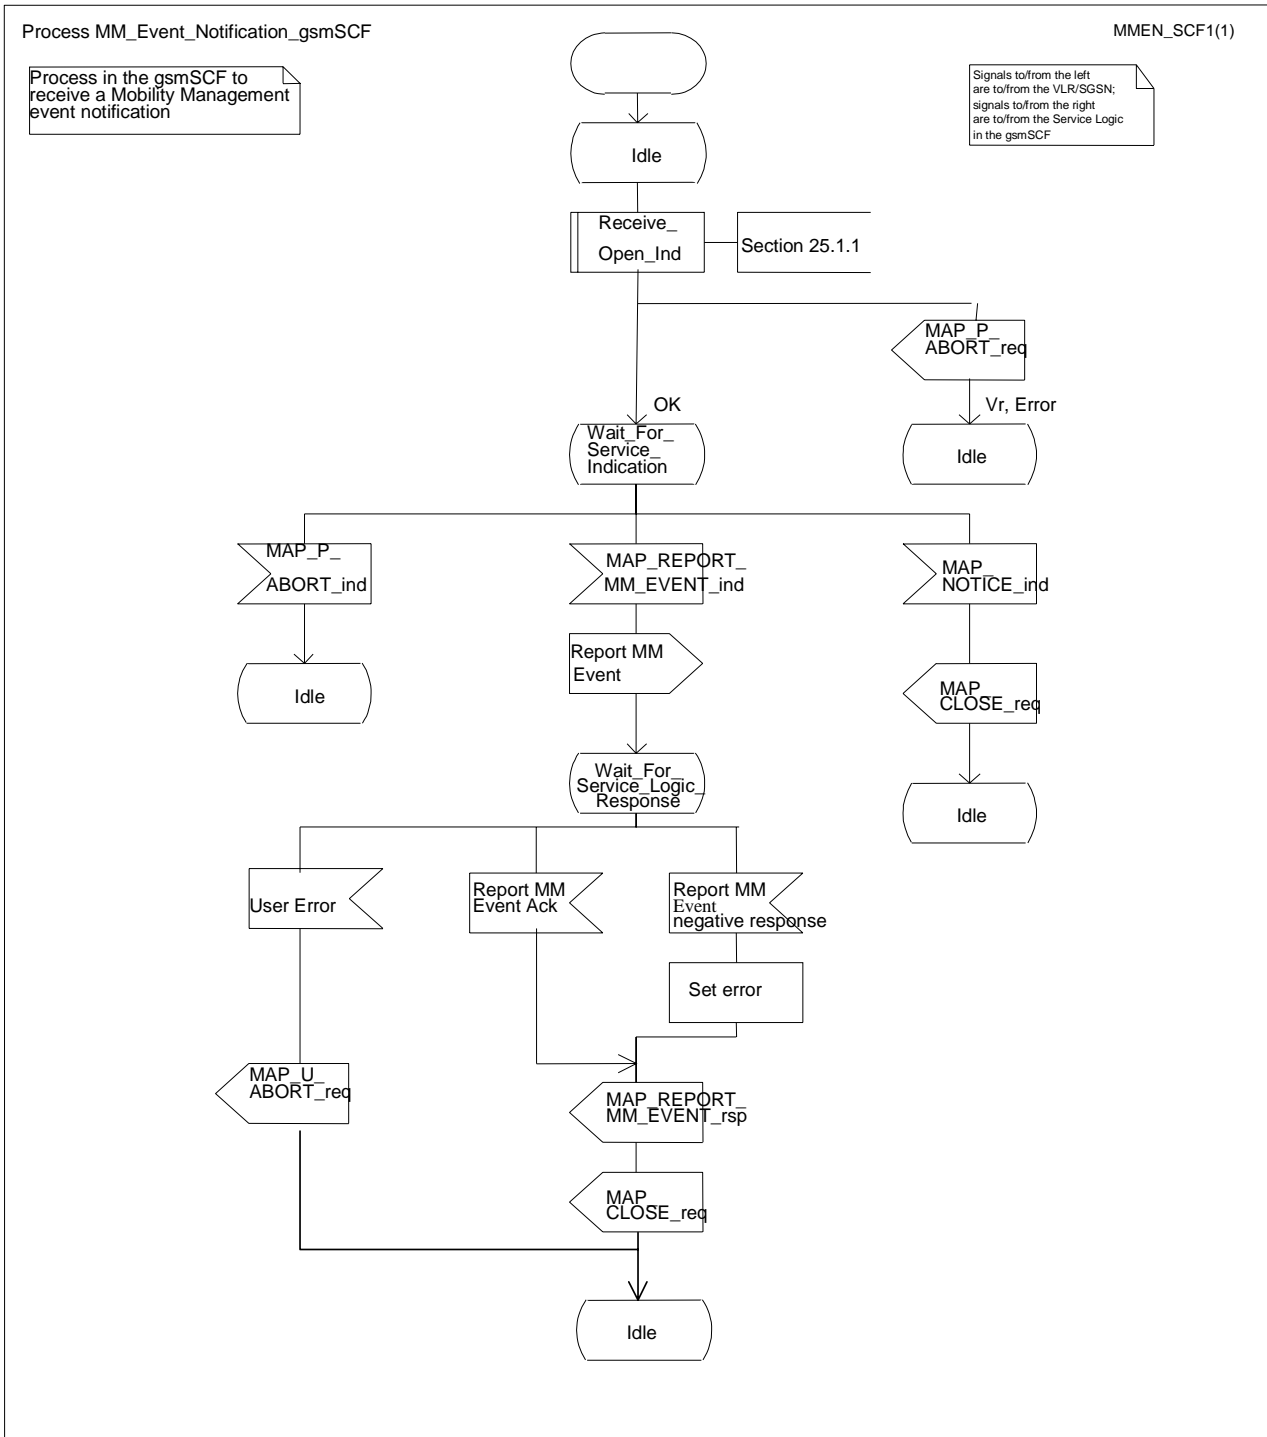 Process MM_Event_Notification_gsmSCF
MMEN_SCF1(1)
Process in the gsmSCF to
receive a Mobility Management
event notification
Signals to/from the left
are to/from the VLR/SGSN;
signals to/from the right
are to/from the Service Logic
in the gsmSCF
Idle
Receive_
Open_Ind
Section 25.1.1
MAP_P_
ABORT_req
OK
Vr, Error
Wait_For_
Service_
Indication
Idle
MAP_P_
ABORT_ind
MAP_REPORT_
MM_EVENT_ind
MAP_
NOTICE_ind
Report MM
Event
Idle
MAP_
CLOSE_req
Wait_For_
Service_Logic_
Response
Idle
User Error
Report MM
Event Ack
Report MM
Event
negative response
Set error
MAP_U_
ABORT_req
MAP_REPORT_
MM_EVENT_rsp
MAP_
CLOSE_req
Idle